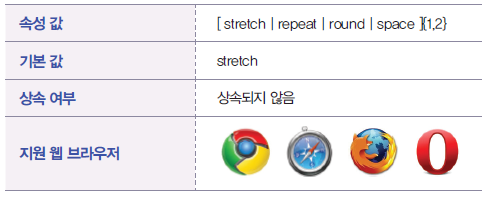 속성 값 [ stretch | repeat | round | space ]{1,2}
기본 값 stretch
상속 여부 상속되지 않음
지원 웹 브라우저